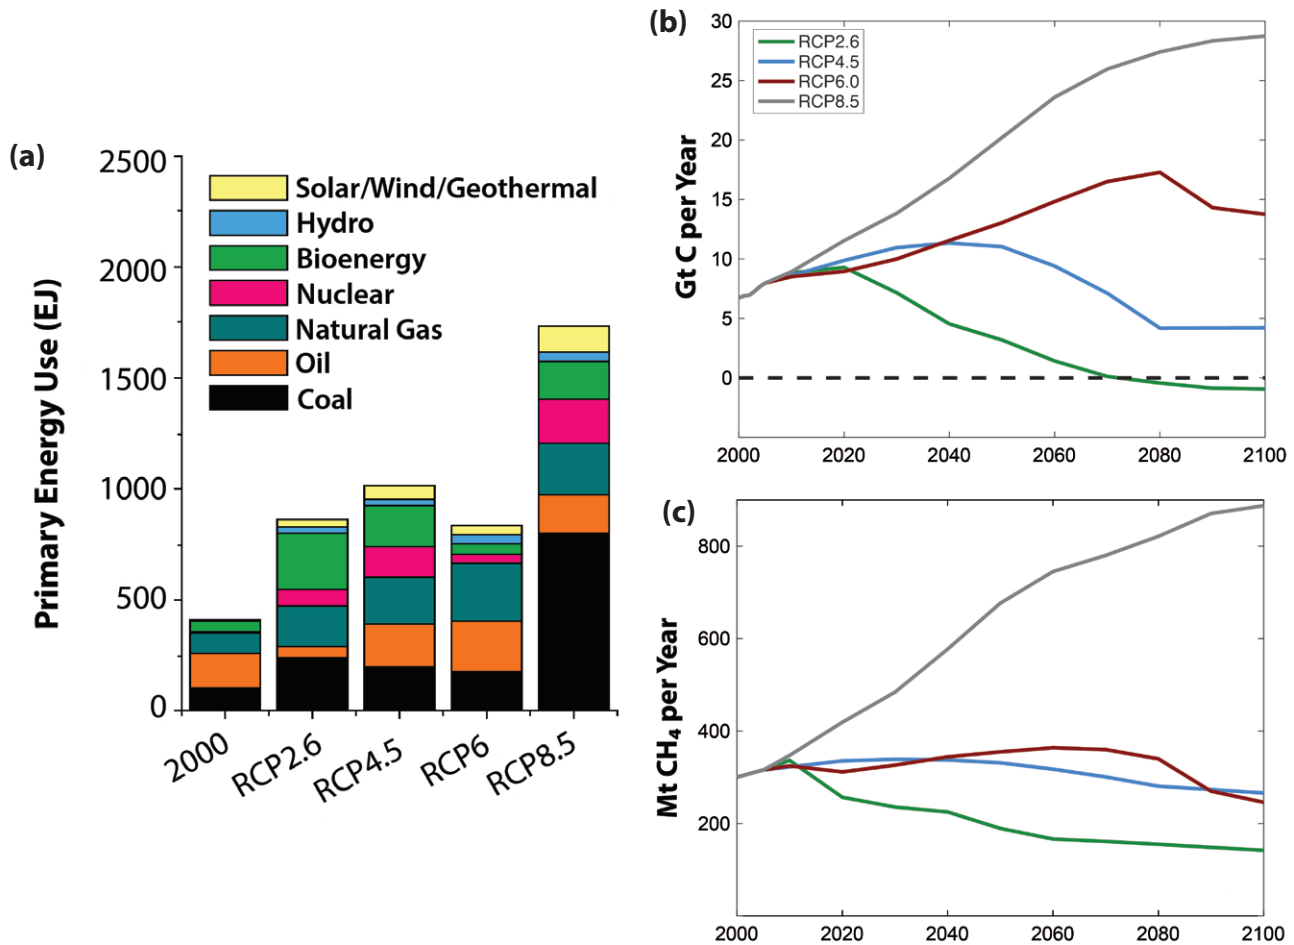 (a)
Primary Energy Use (EJ)
2500
2000
1500
1000
500
0
Solar/Wind/Geothermal
Hydro
Bioenergy
Nuclear
Natural Gas
Oil
Coal
2000
RCP2.6
RCP4.5
RCP6
RCP8.5
(b)
Gt C per Year
30
25
20
15
10
5
0
RCP2.6
RCP4.5
RCP6.0
RCP8.5
2000
2020
2040
2060
2080
2100
(c)
Mt CH₄ per Year
800
600
400
200
2000
2020
2040
2060
2080
2100